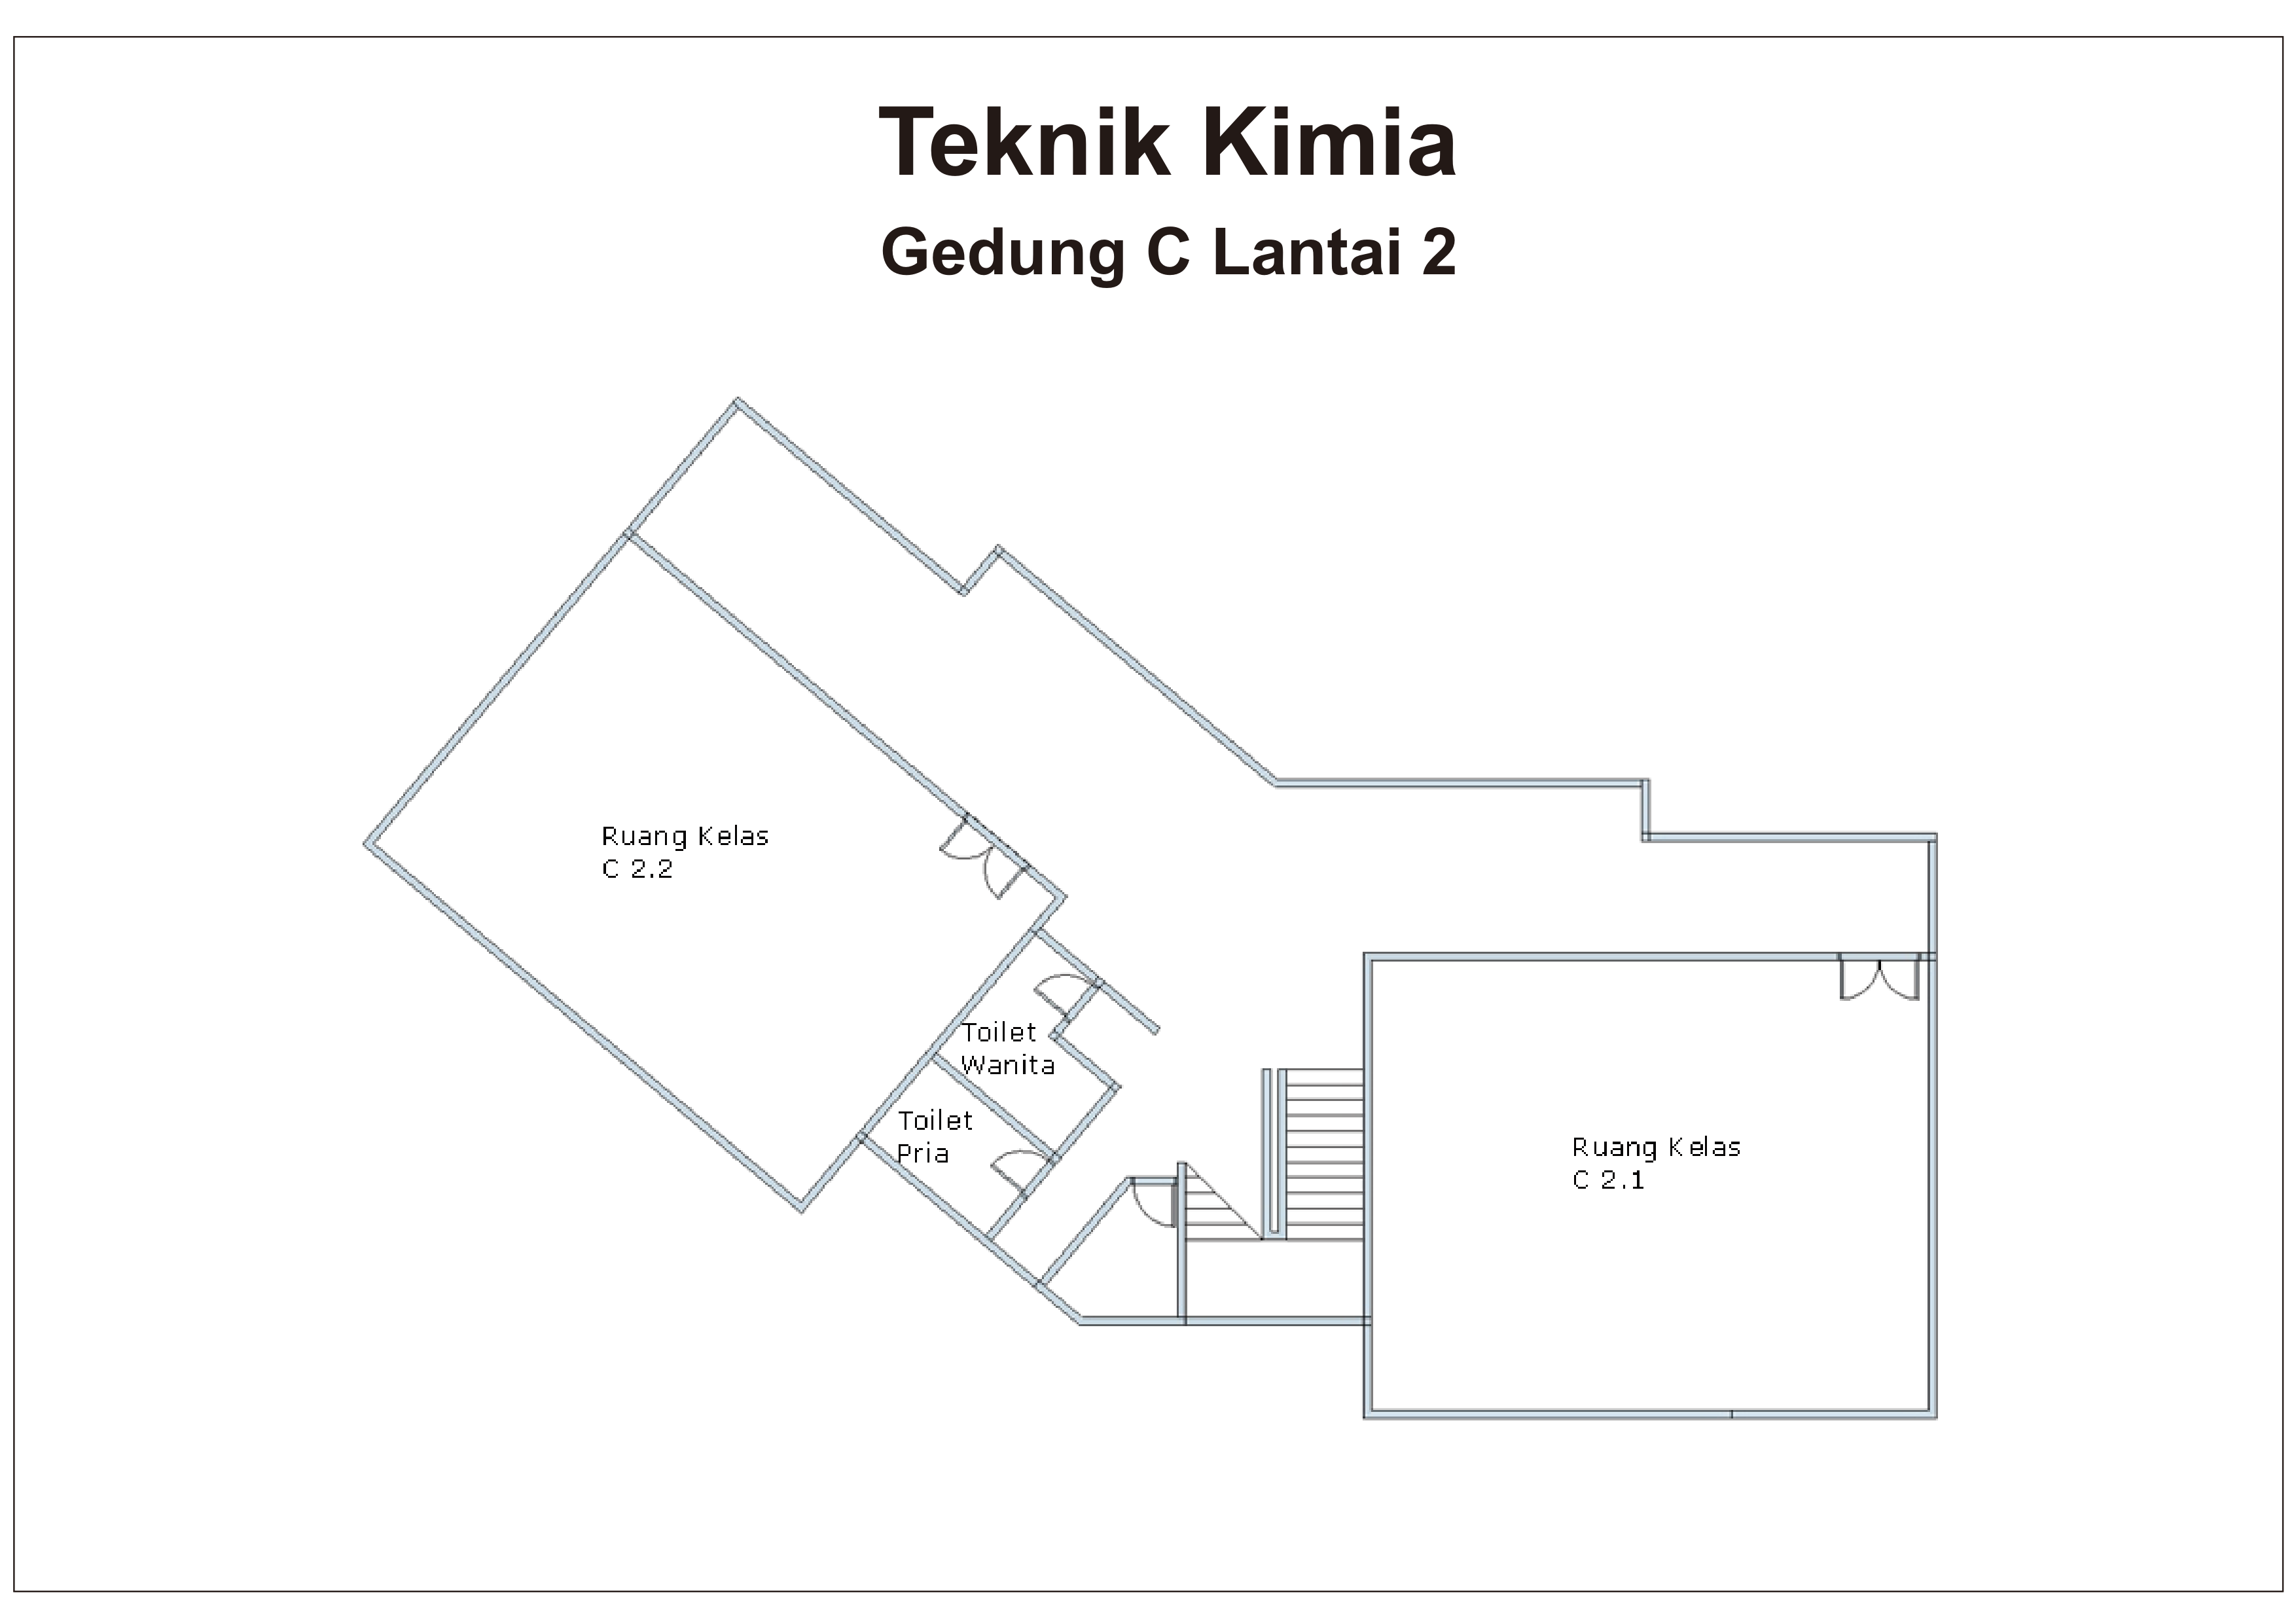 Teknik Kimia
Gedung C Lantai 2
Ruang Kelas
C 2.2
Toilet
Wanita
Toilet
Pria
Ruang Kelas
C 2.1